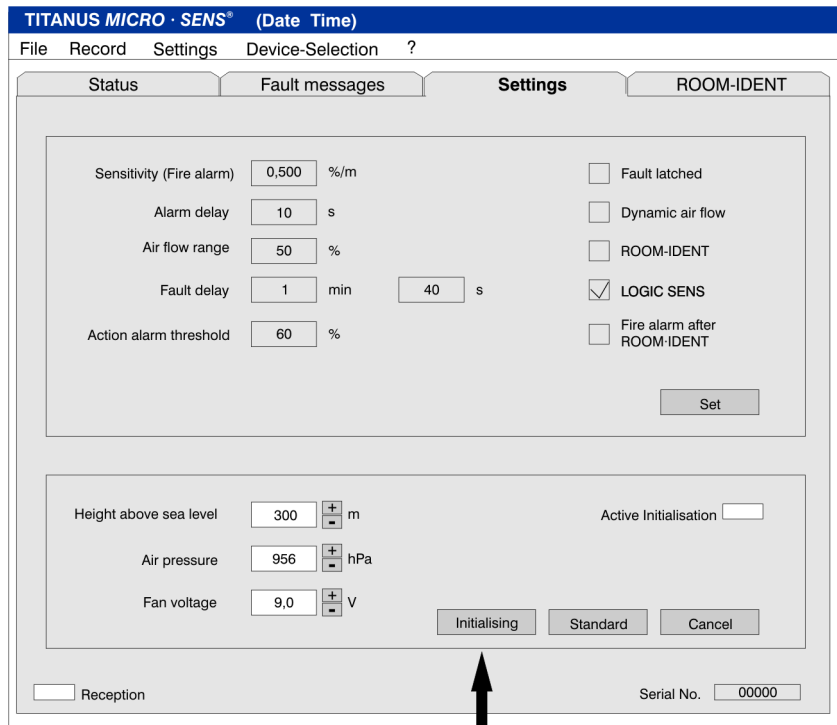 TITANUS MICRO · SENS® (Date Time)
File Record Settings Device-Selection ?
Status Fault messages Settings ROOM-IDENT
Sensitivity (Fire alarm) 0,500 %/m Fault latched
Alarm delay 10 s Dynamic air flow
Air flow range 50 % ROOM-IDENT
Fault delay 1 min 40 s LOGIC SENS
Action alarm threshold 60 % Fire alarm after
ROOM·IDENT
Set
Height above sea level 300 + - m Active Initialisation
Air pressure 956 + - hPa
Fan voltage 9,0 + - V
Initialising Standard Cancel
Reception Serial No. 00000